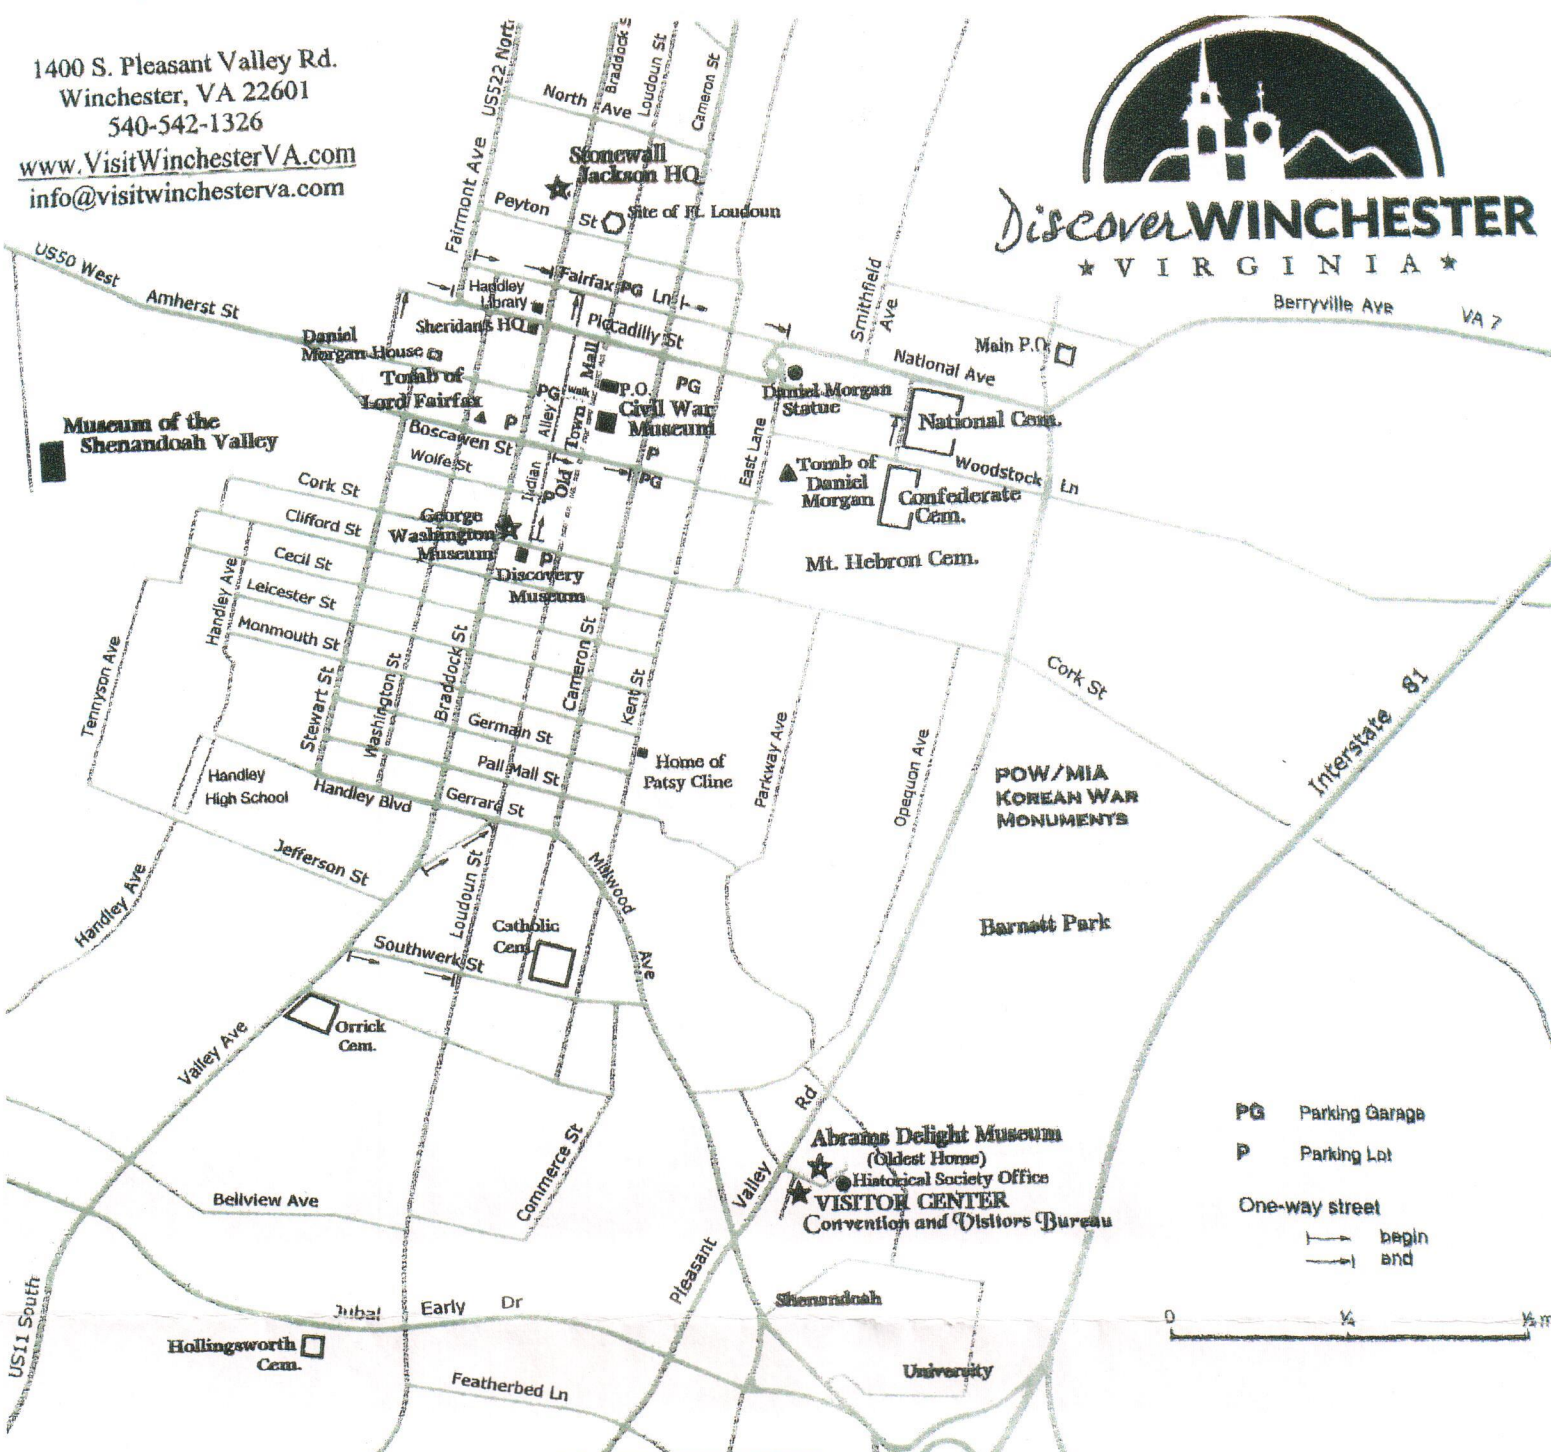 1400 S. Pleasant Valley Rd.
Winchester, VA 22601
540-542-1326
www.VisitWinchesterVA.com
info@visitwinchesterva.com
Discover WINCHESTER
★ V I R G I N I A ★
US522 North
Braddock S
Loudoun St
Cameron St
North Ave
Fairmont Ave
Stonewall
Jackson HQ
Peyton St
Site of Ft. Loudoun
US50 West
Amherst St
Fairfax Ln
PG
Handley
Library
Sheridan's HQ
Piccadilly St
Smithfield
Ave
Berryville Ave
VA 7
Main P.O.
National Ave
Daniel
Morgan House
Tomb of
Lord Fairfax
P
PG
Indian Alley
Old Town Walk Mall
P.O.
PG
Civil War
Museum
Daniel Morgan
Statue
National Cem.
Museum of the
Shenandoah Valley
Boscawen St
Wolfe St
P
PG
East Lane
Tomb of
Daniel
Morgan
Woodstock Ln
Confederate
Cem.
Mt. Hebron Cem.
Cork St
Clifford St
Cecil St
Leicester St
Monmouth St
Handley Ave
Tennyson Ave
George
Washington
Museum
P
P
Discovery
Museum
Stewart St
Washington St
Braddock St
Cameron St
Kent St
Germain St
Pall Mall St
Gerrard St
Handley Blvd
Handley
High School
Home of
Patsy Cline
Parkway Ave
Opequon Ave
Cork St
Interstate 81
POW/MIA
KOREAN WAR
MONUMENTS
Jefferson St
Handley Ave
Loudoun St
Millwood Ave
Catholic
Cem.
Southwerk St
Barnett Park
Valley Ave
Orrick
Cem.
Commerce St
Bellview Ave
Pleasant Valley Rd
Abrams Delight Museum
(Oldest Home)
Historical Society Office
VISITOR CENTER
Convention and Visitors Bureau
PG Parking Garage
P Parking Lot
One-way street
begin
end
Shenandoah
University
US11 South
Jubal Early Dr
Hollingsworth
Cem.
Featherbed Ln
0 ¼ ½ m